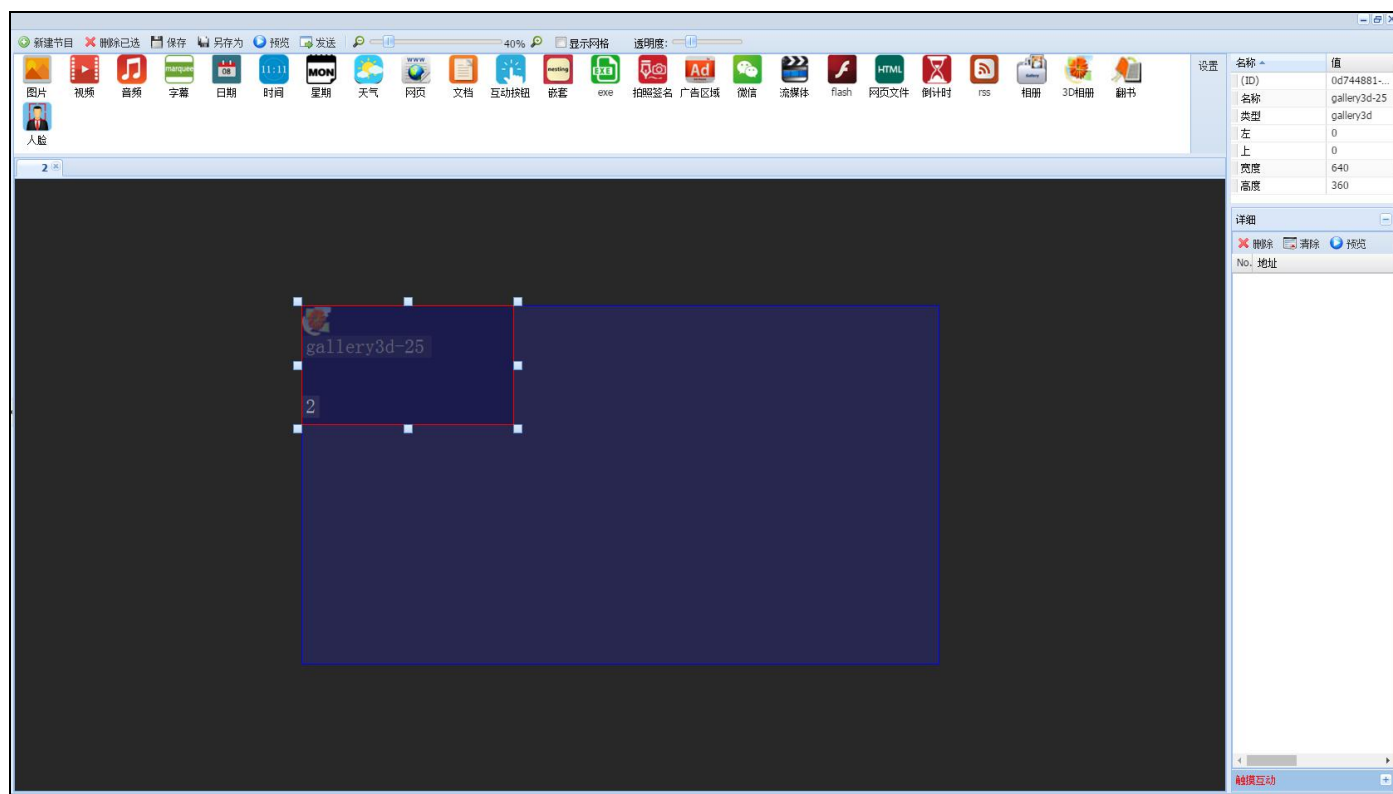 新建节目 删除已选 保存 另存为 预览 发送 40% 显示网格 透明度:
marquee 08 11:11 MON www nesting EXE Ad HTML
图片 视频 音频 字幕 日期 时间 星期 天气 网页 文档 互动按钮 嵌套 exe 拍照签名 广告区域 微信 流媒体 flash 网页文件 倒计时 rss 相册 3D相册 翻书
人脸
设置
2
gallery3d-25
2
名称 值
(ID) 0d744881-...
名称 gallery3d-25
类型 gallery3d
左 0
上 0
宽度 640
高度 360
详细
删除 清除 预览
No. 地址
触摸互动